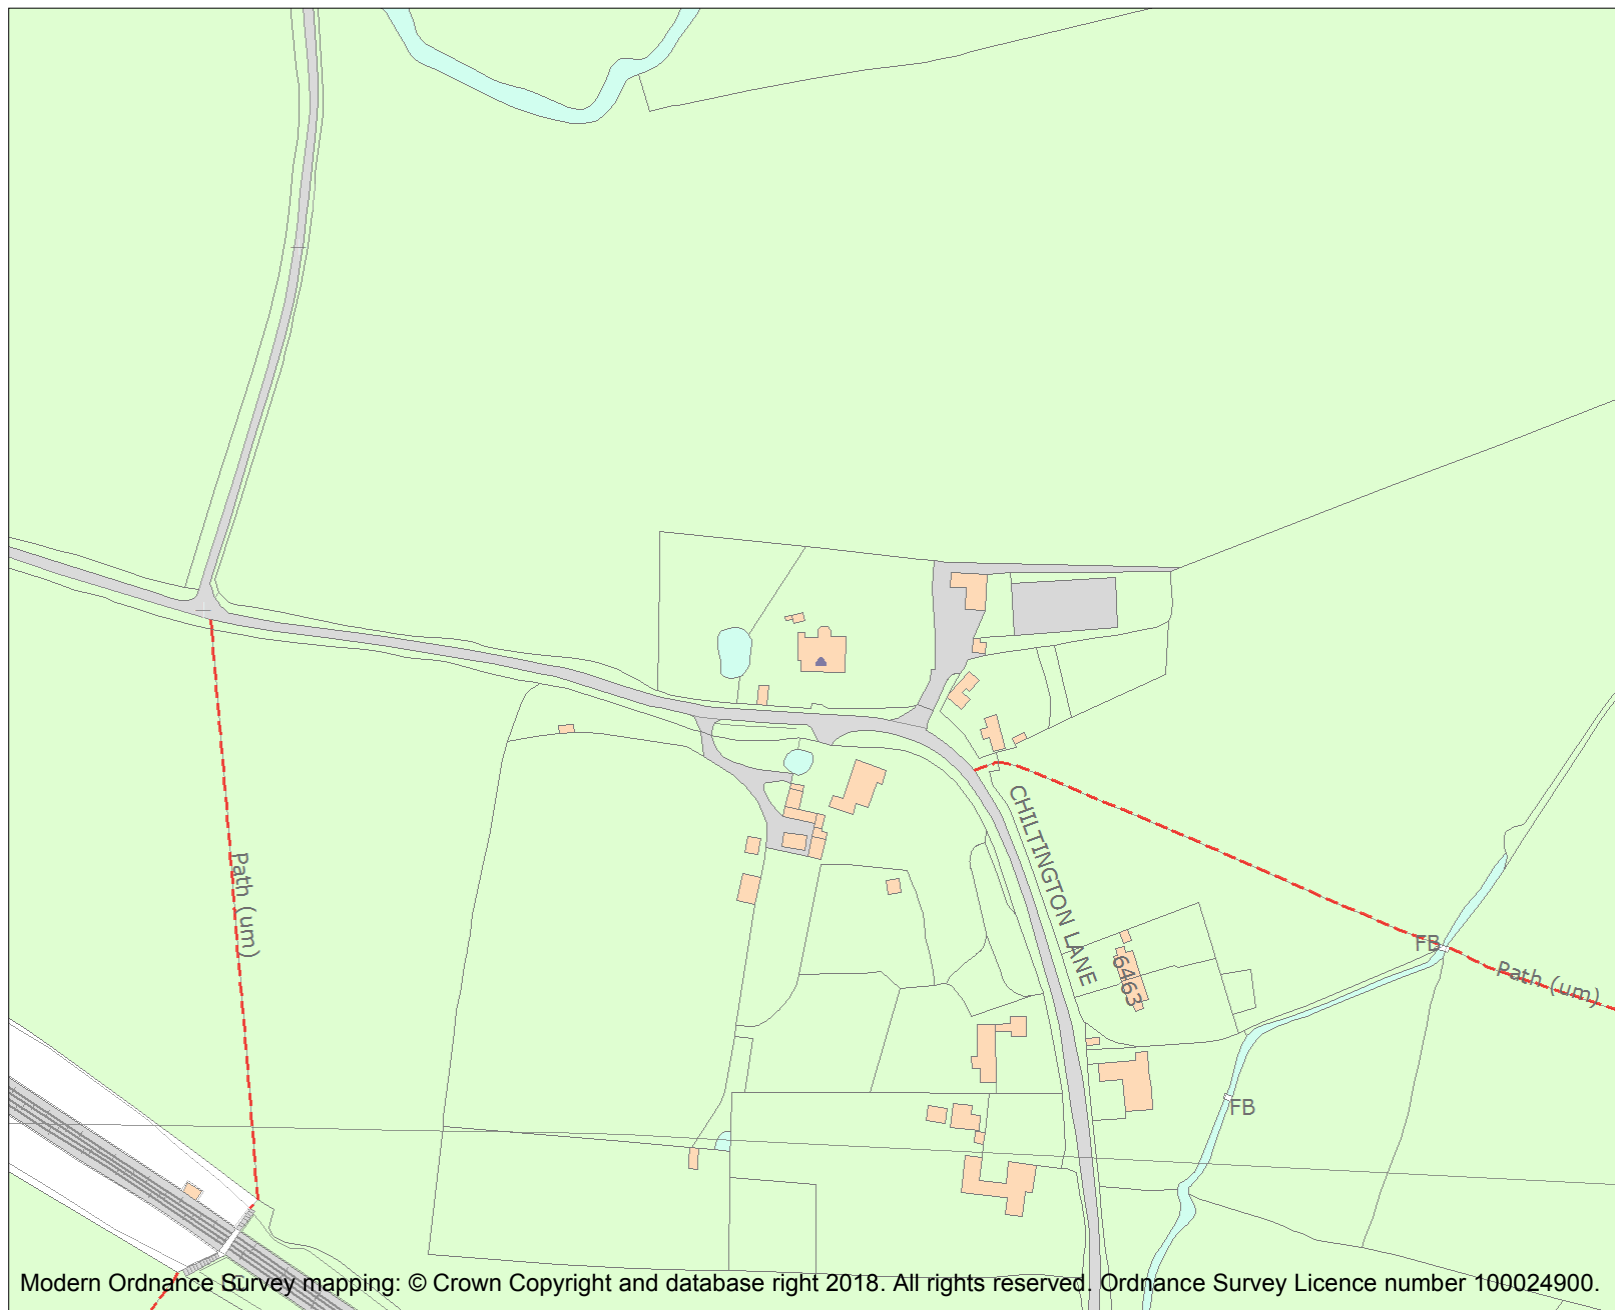 CHILTINGTON LANE
Path (um)
FB
6463
Path (um)
FB
Modern Ordnance Survey mapping: © Crown Copyright and database right 2018. All rights reserved. Ordnance Survey Licence number 100024900.